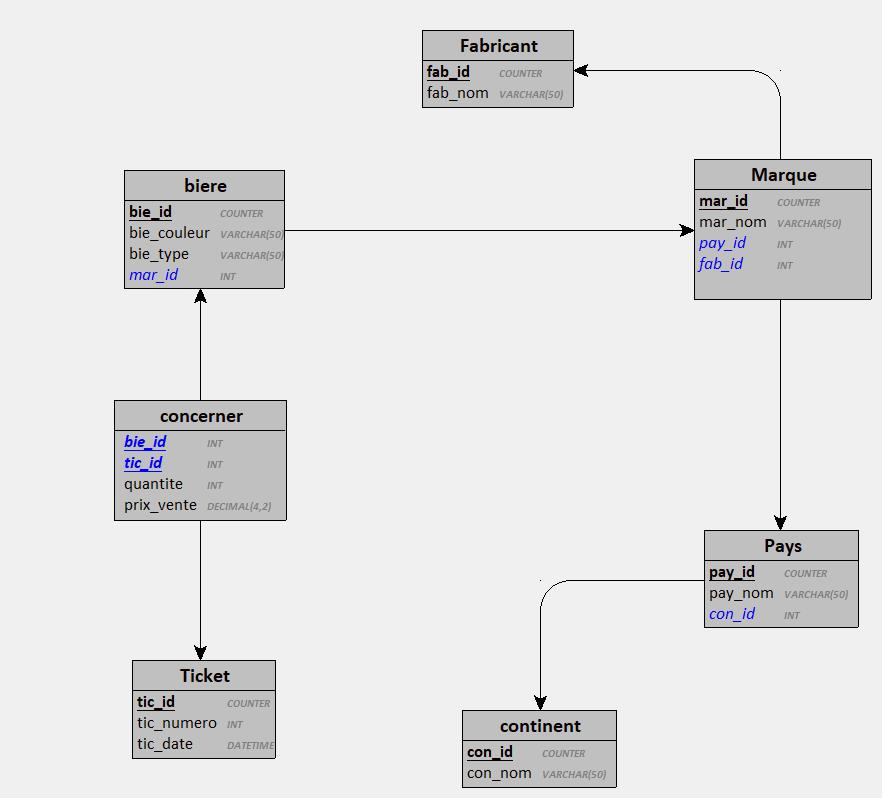 Fabricant
fab_id COUNTER
fab_nom VARCHAR(50)
biere
bie_id COUNTER
bie_couleur VARCHAR(50)
bie_type VARCHAR(50)
mar_id INT
Marque
mar_id COUNTER
mar_nom VARCHAR(50)
pay_id INT
fab_id INT
concerner
bie_id INT
tic_id INT
quantite INT
prix_vente DECIMAL(4,2)
Pays
pay_id COUNTER
pay_nom VARCHAR(50)
con_id INT
Ticket
tic_id COUNTER
tic_numero INT
tic_date DATETIME
continent
con_id COUNTER
con_nom VARCHAR(50)